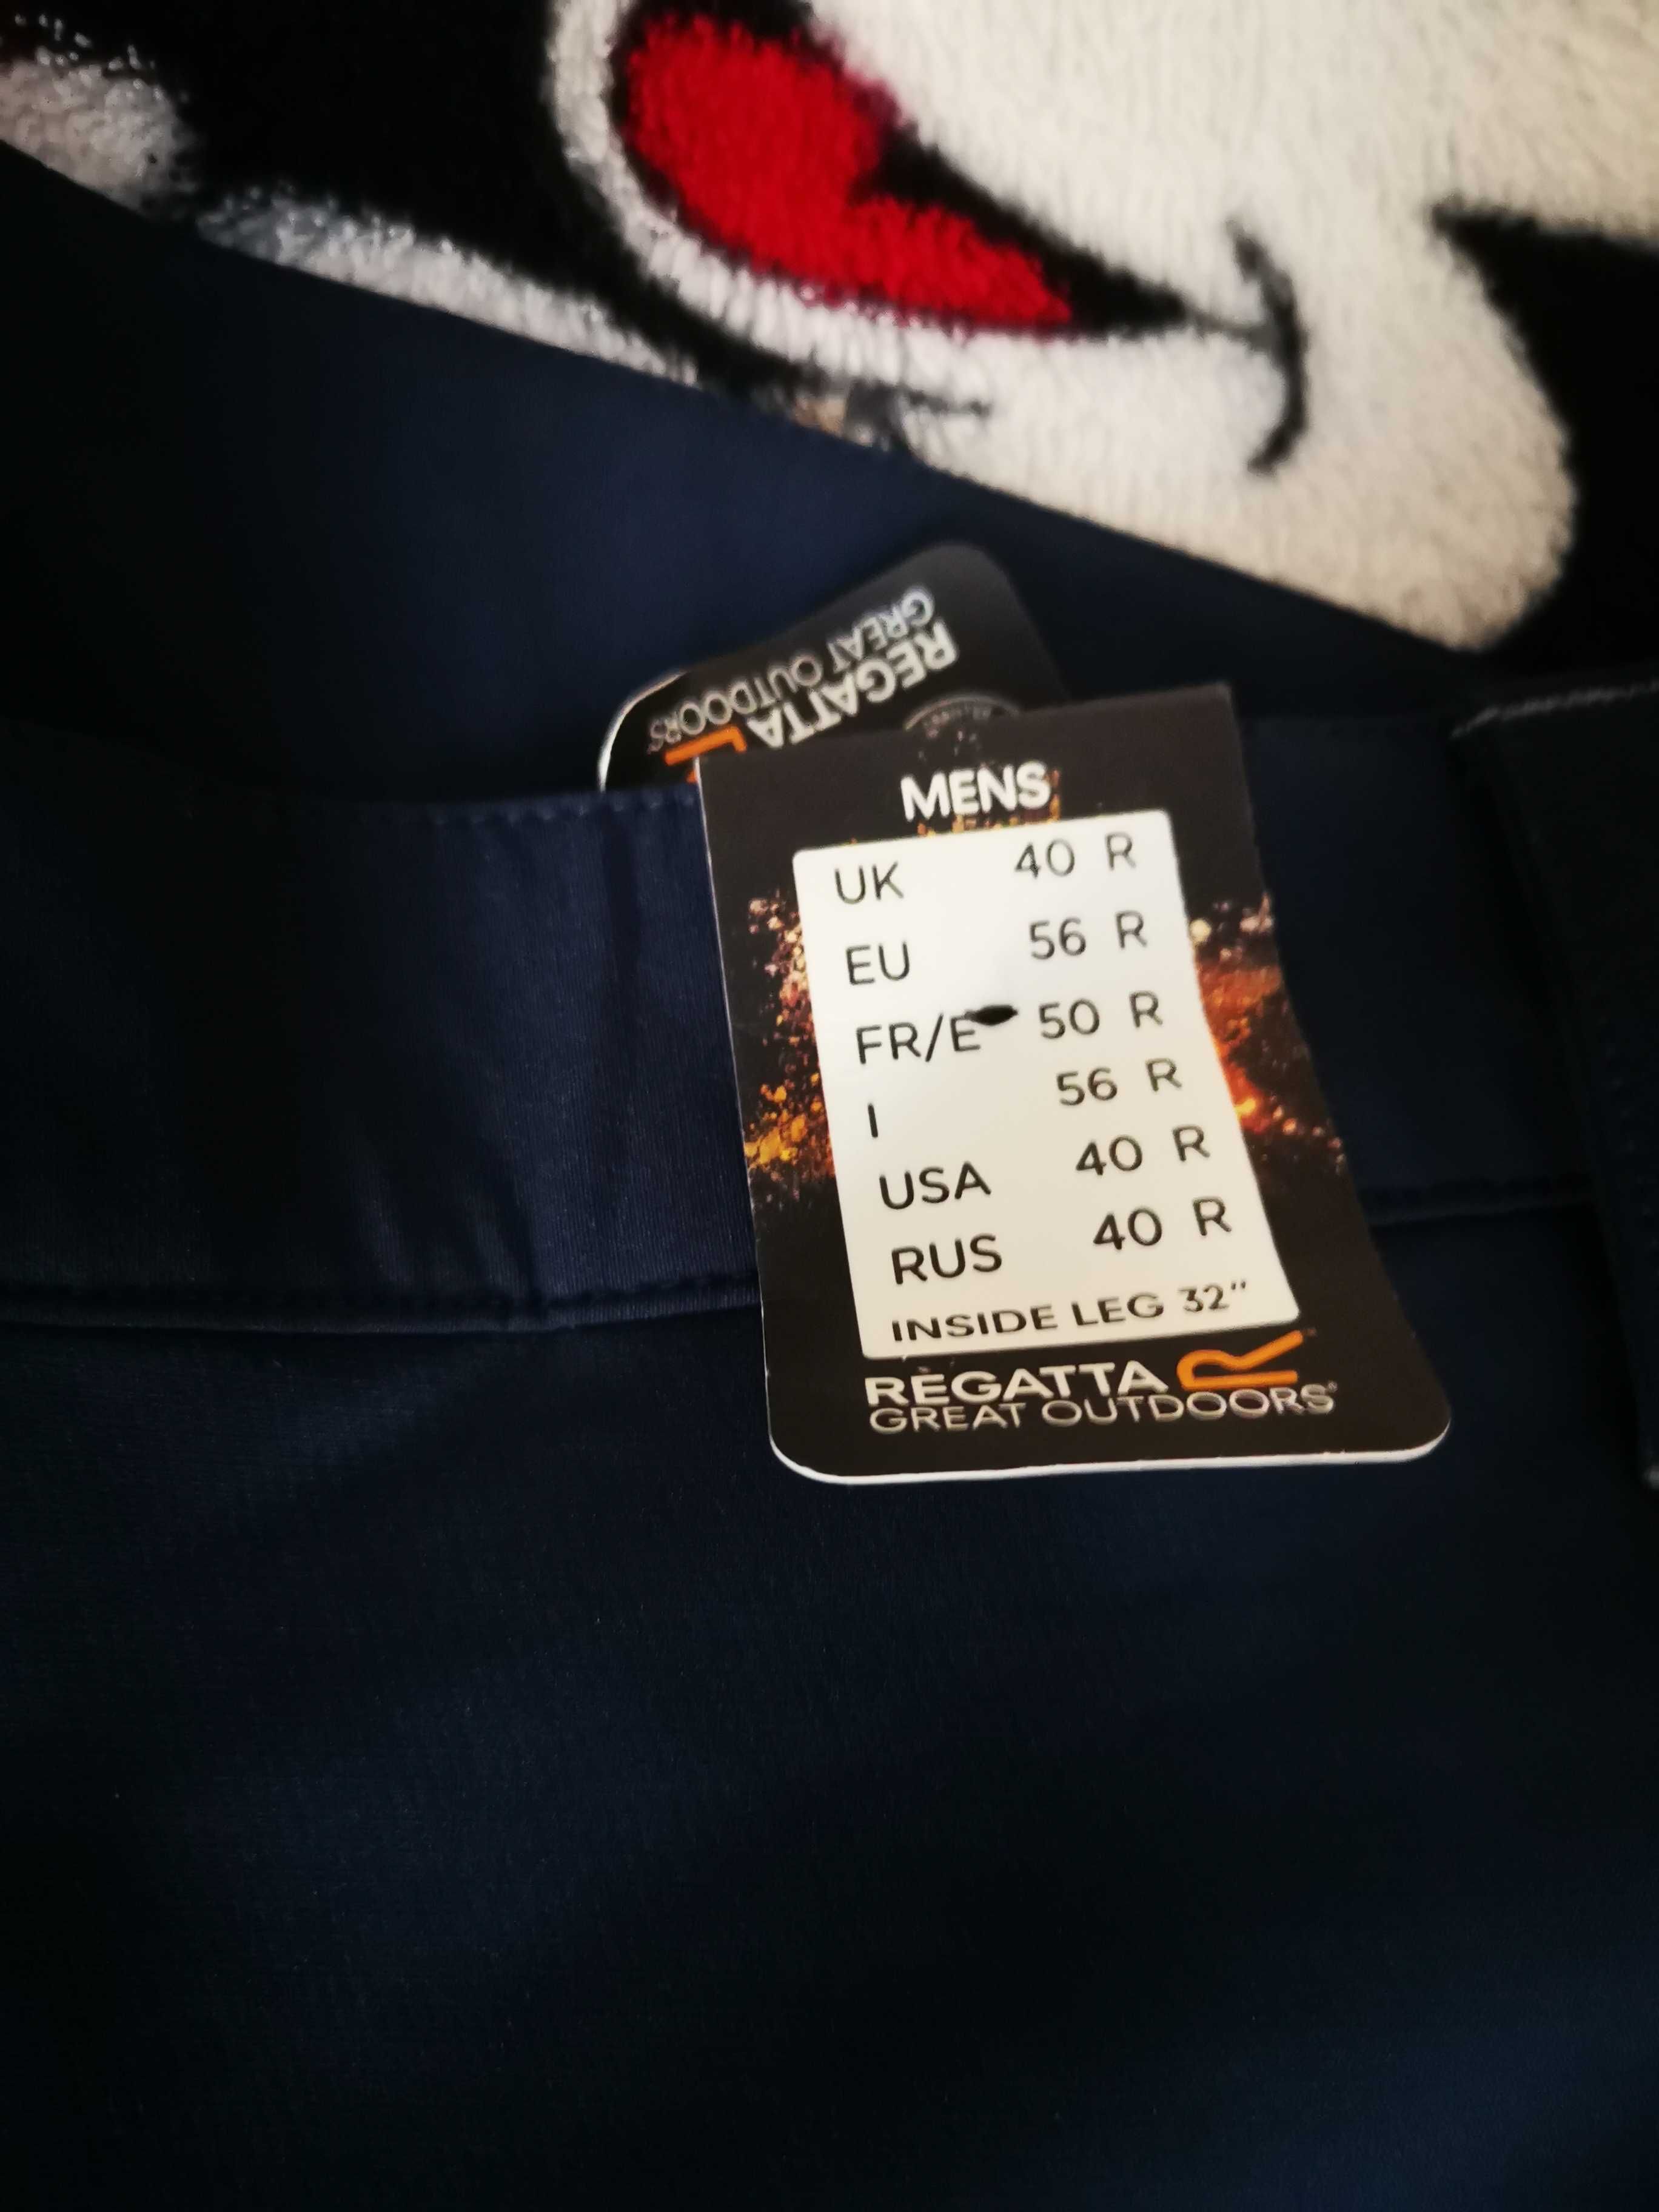 REGATTA
GREAT OUTDOORS
MENS
UK 40 R
EU 56 R
FR/E 50 R
I 56 R
USA 40 R
RUS 40 R
INSIDE LEG 32"
REGATTA
GREAT OUTDOORS